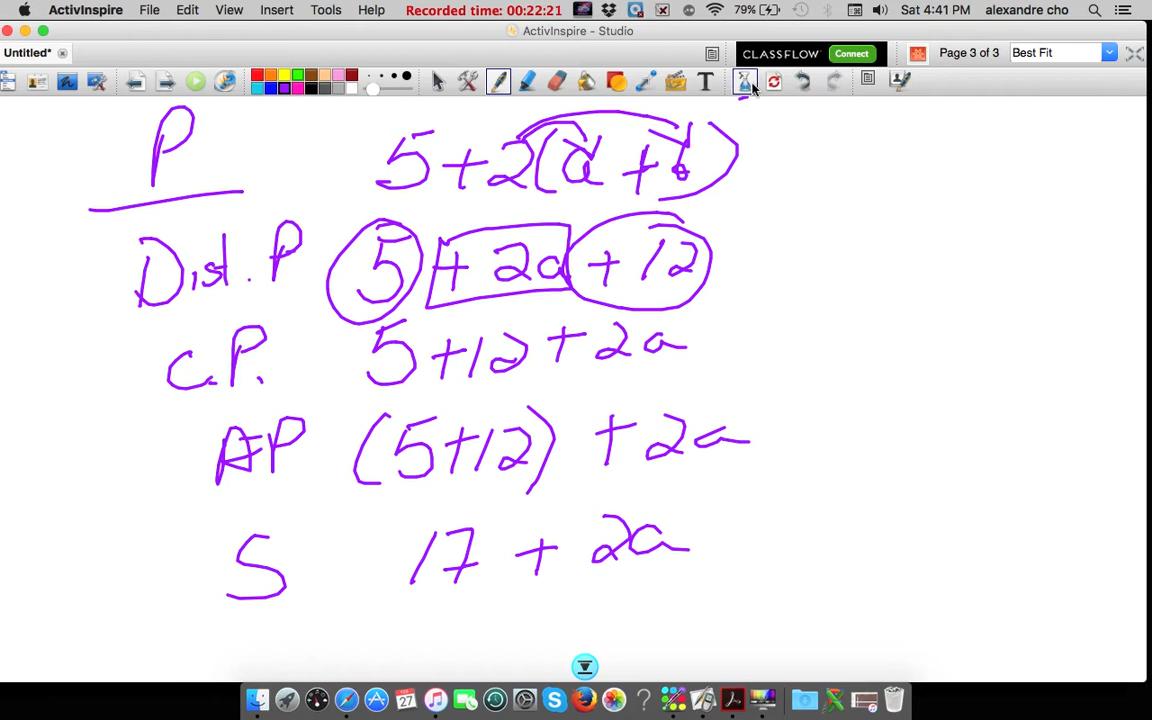 ActivInspire File Edit View Insert Tools Help Recorded time: 00:22:21 79% Sat 4:41 PM alexandre cho
ActivInspire - Studio
Untitled*
CLASSFLOW Connect Page 3 of 3 Best Fit
T
P 5+2(a+6)
Dist. P 5 + 2a + 12
C.P. 5+12 + 2a
AP (5+12) + 2a
S 17 + 2a
FEB
27